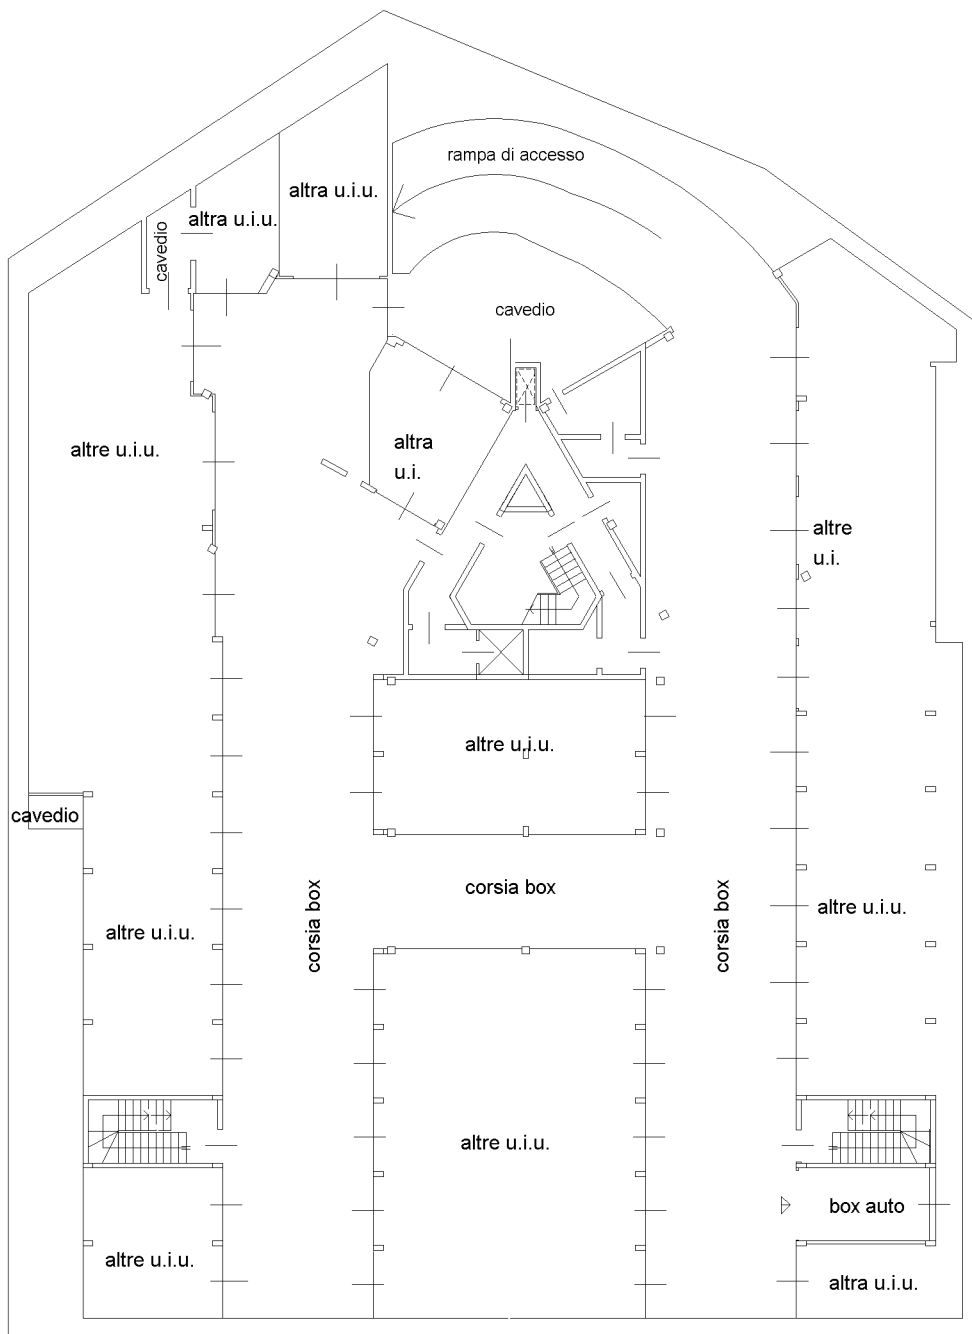 rampa di accesso
altra u.i.u.
altra u.i.u.
cavedio
cavedio
altre u.i.u.
altra
u.i.
altre
u.i.
altre u.i.u.
cavedio
corsia box
corsia box
corsia box
altre u.i.u.
altre u.i.u.
altre u.i.u.
box auto
altre u.i.u.
altra u.i.u.